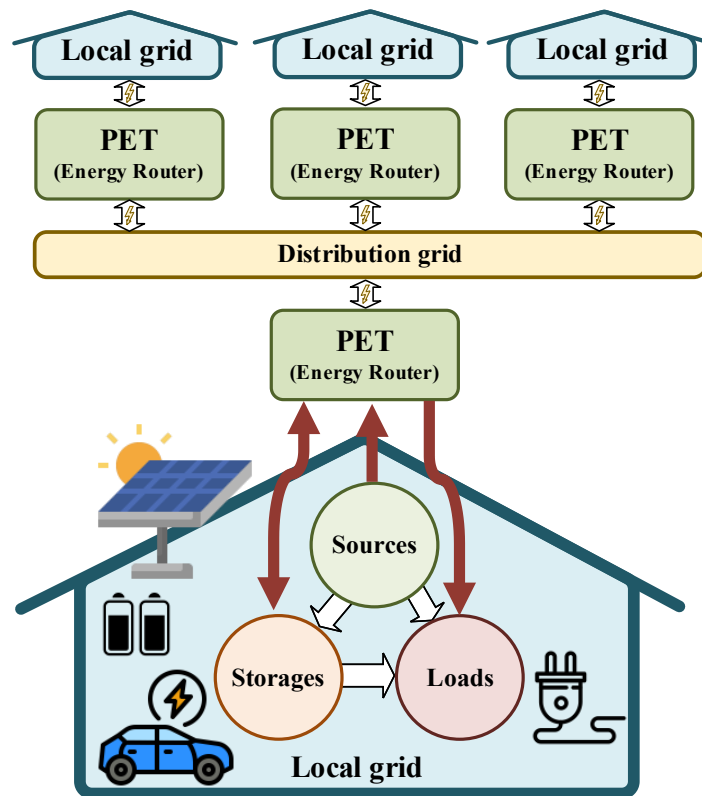 Local grid
Local grid
Local grid
PET
(Energy Router)
PET
(Energy Router)
PET
(Energy Router)
Distribution grid
PET
(Energy Router)
Sources
Storages
Loads
Local grid